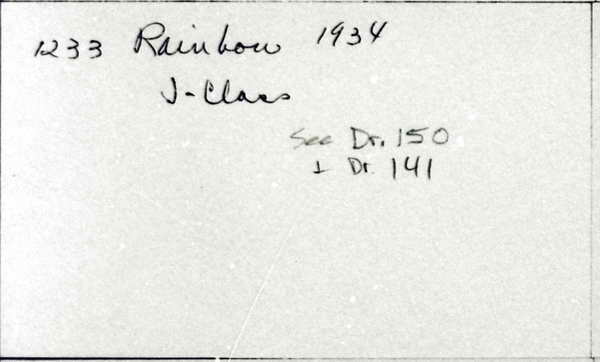 1233 Rainbow 1934
J-Class
See Dr. 150
& Dr 141